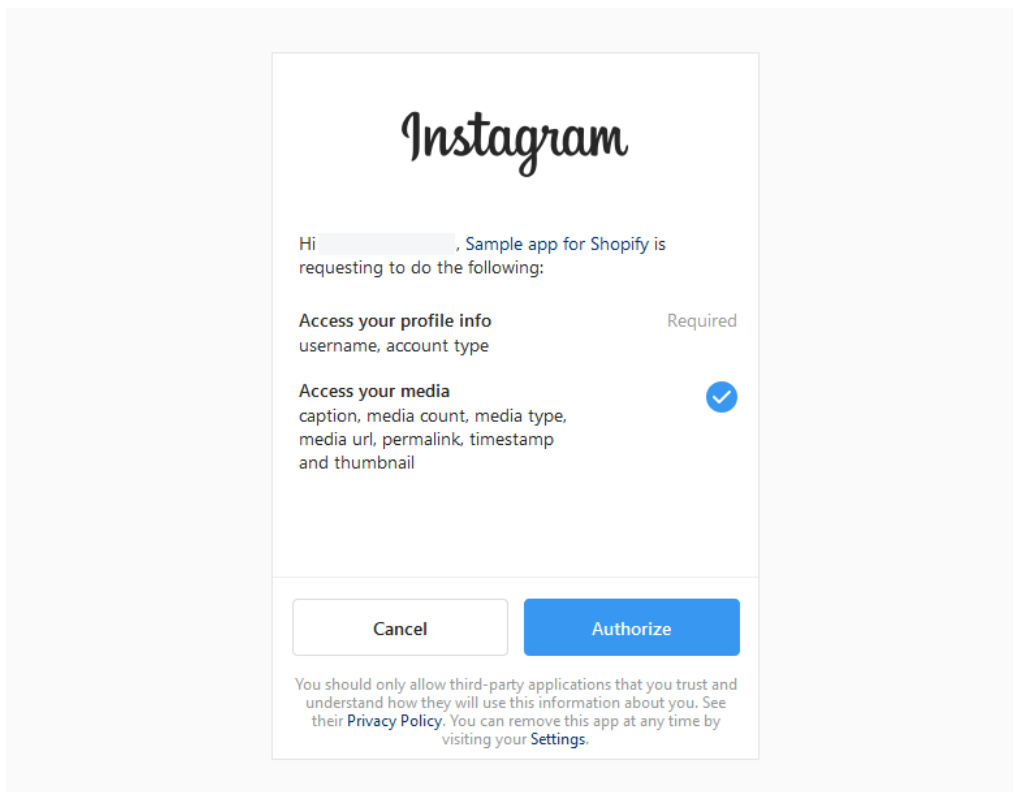 Instagram
Hi , Sample app for Shopify is
requesting to do the following:
Access your profile info
Required
username, account type
Access your media
caption, media count, media type,
media url, permalink, timestamp
and thumbnail
Cancel
Authorize
You should only allow third-party applications that you trust and
understand how they will use this information about you. See
their Privacy Policy. You can remove this app at any time by
visiting your Settings.